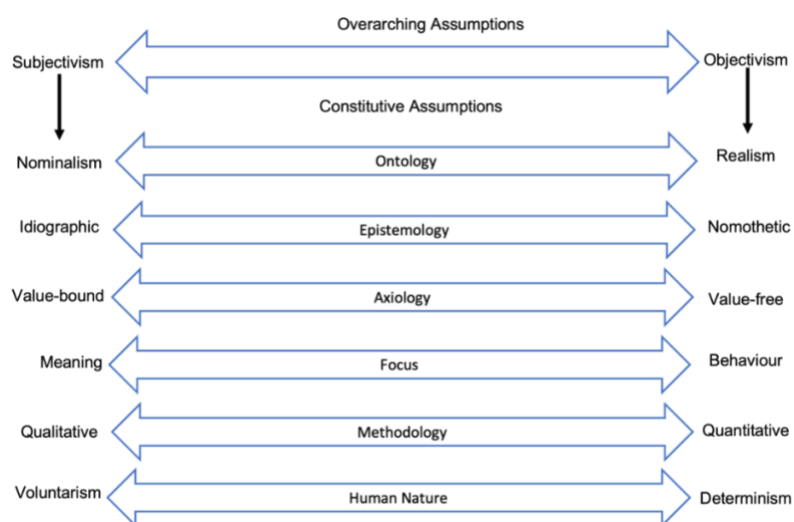 Overarching Assumptions
Subjectivism
Objectivism
Constitutive Assumptions
Nominalism
Ontology
Realism
Idiographic
Epistemology
Nomothetic
Value-bound
Axiology
Value-free
Meaning
Focus
Behaviour
Qualitative
Methodology
Quantitative
Voluntarism
Human Nature
Determinism